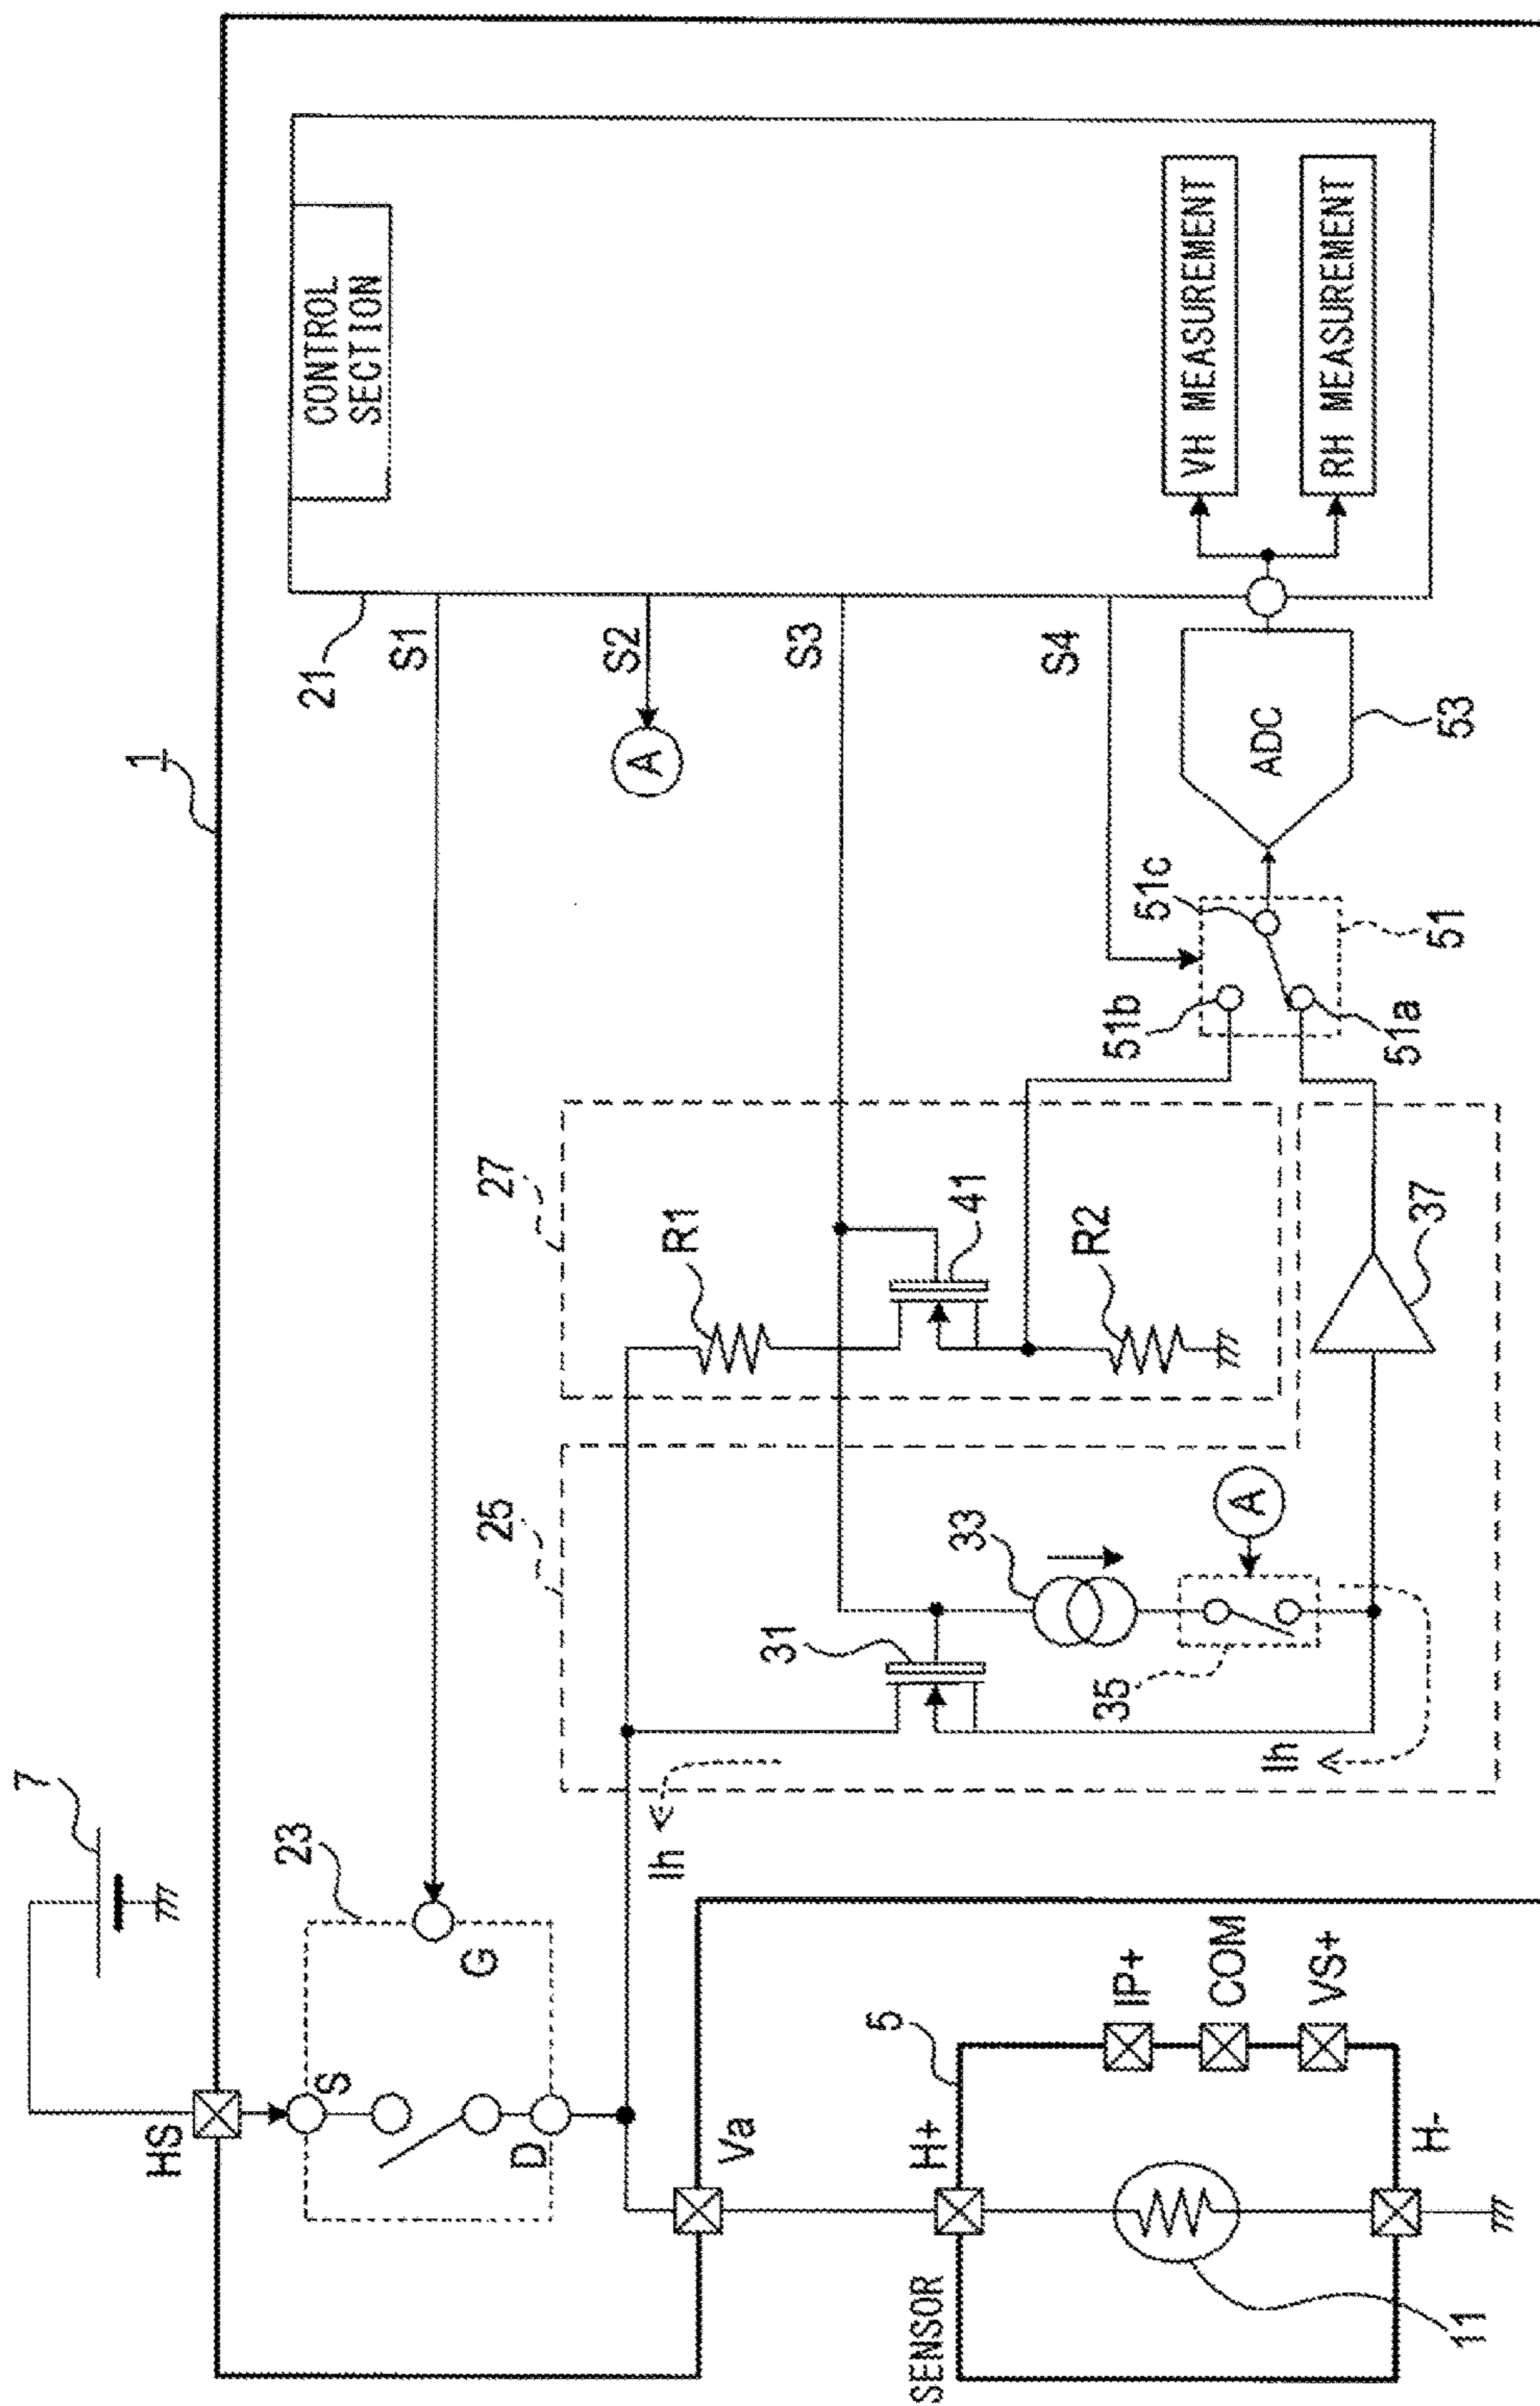 1
7
HS
S
23
G
D
Va
SENSOR
H+
5
IP+
COM
VS+
H-
11
CONTROL
SECTION
21
S1
S2
A
S3
S4
VH MEASUREMENT
RH MEASUREMENT
Ih
25
31
33
A
35
Ih
27
R1
41
R2
37
51b
51c
51a
51
ADC
53